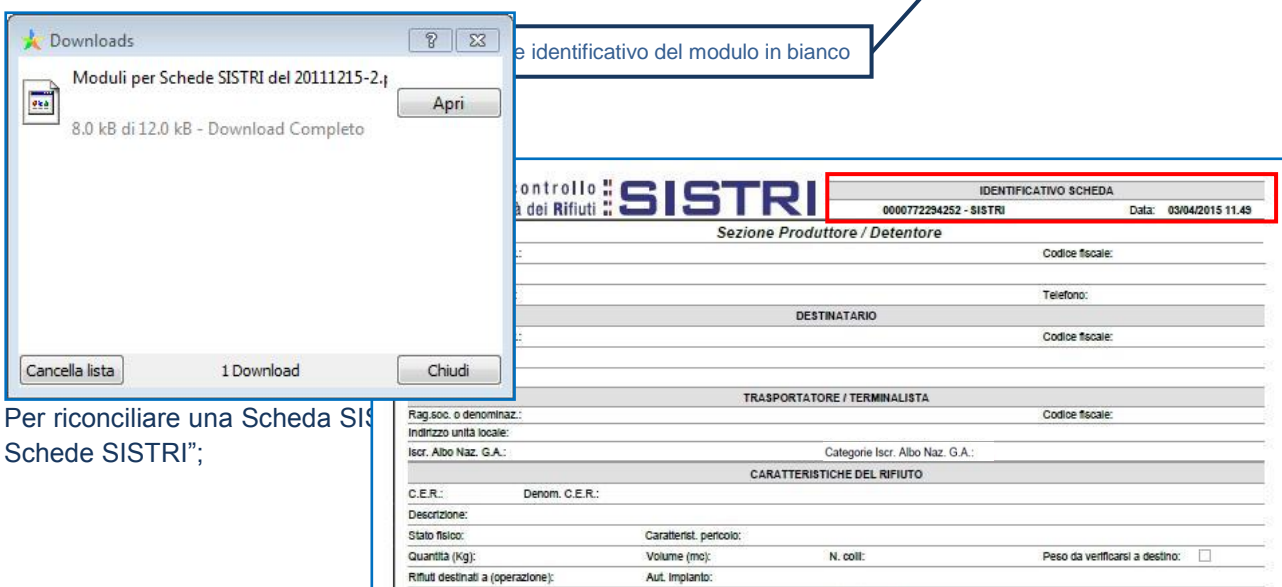 Downloads
Moduli per Schede SISTRI del 20111215-2.p
Apri
8.0 kB di 12.0 kB - Download Completo
Cancella lista
1 Download
Chiudi
e identificativo del modulo in bianco
ontrollo
à dei Rifiuti
SISTRI
IDENTIFICATIVO SCHEDA
0000772294252 - SISTRI Data: 03/04/2015 11.49
Sezione Produttore / Detentore
.: Codice fiscale:
: Telefono:
DESTINATARIO
.: Codice fiscale:
TRASPORTATORE / TERMINALISTA
Rag.soc. o denominaz.: Codice fiscale:
Indirizzo unità locale:
Iscr. Albo Naz. G.A.: Categorie Iscr. Albo Naz. G.A.:
CARATTERISTICHE DEL RIFIUTO
C.E.R.: Denom. C.E.R.:
Descrizione:
Stato fisico: Caratterist. pericolo:
Quantità (Kg): Volume (mc): N. colli: Peso da verificarsi a destino:
Rifiuti destinati a (operazione): Aut. Impianto:
Per riconciliare una Scheda SIS
Schede SISTRI”;